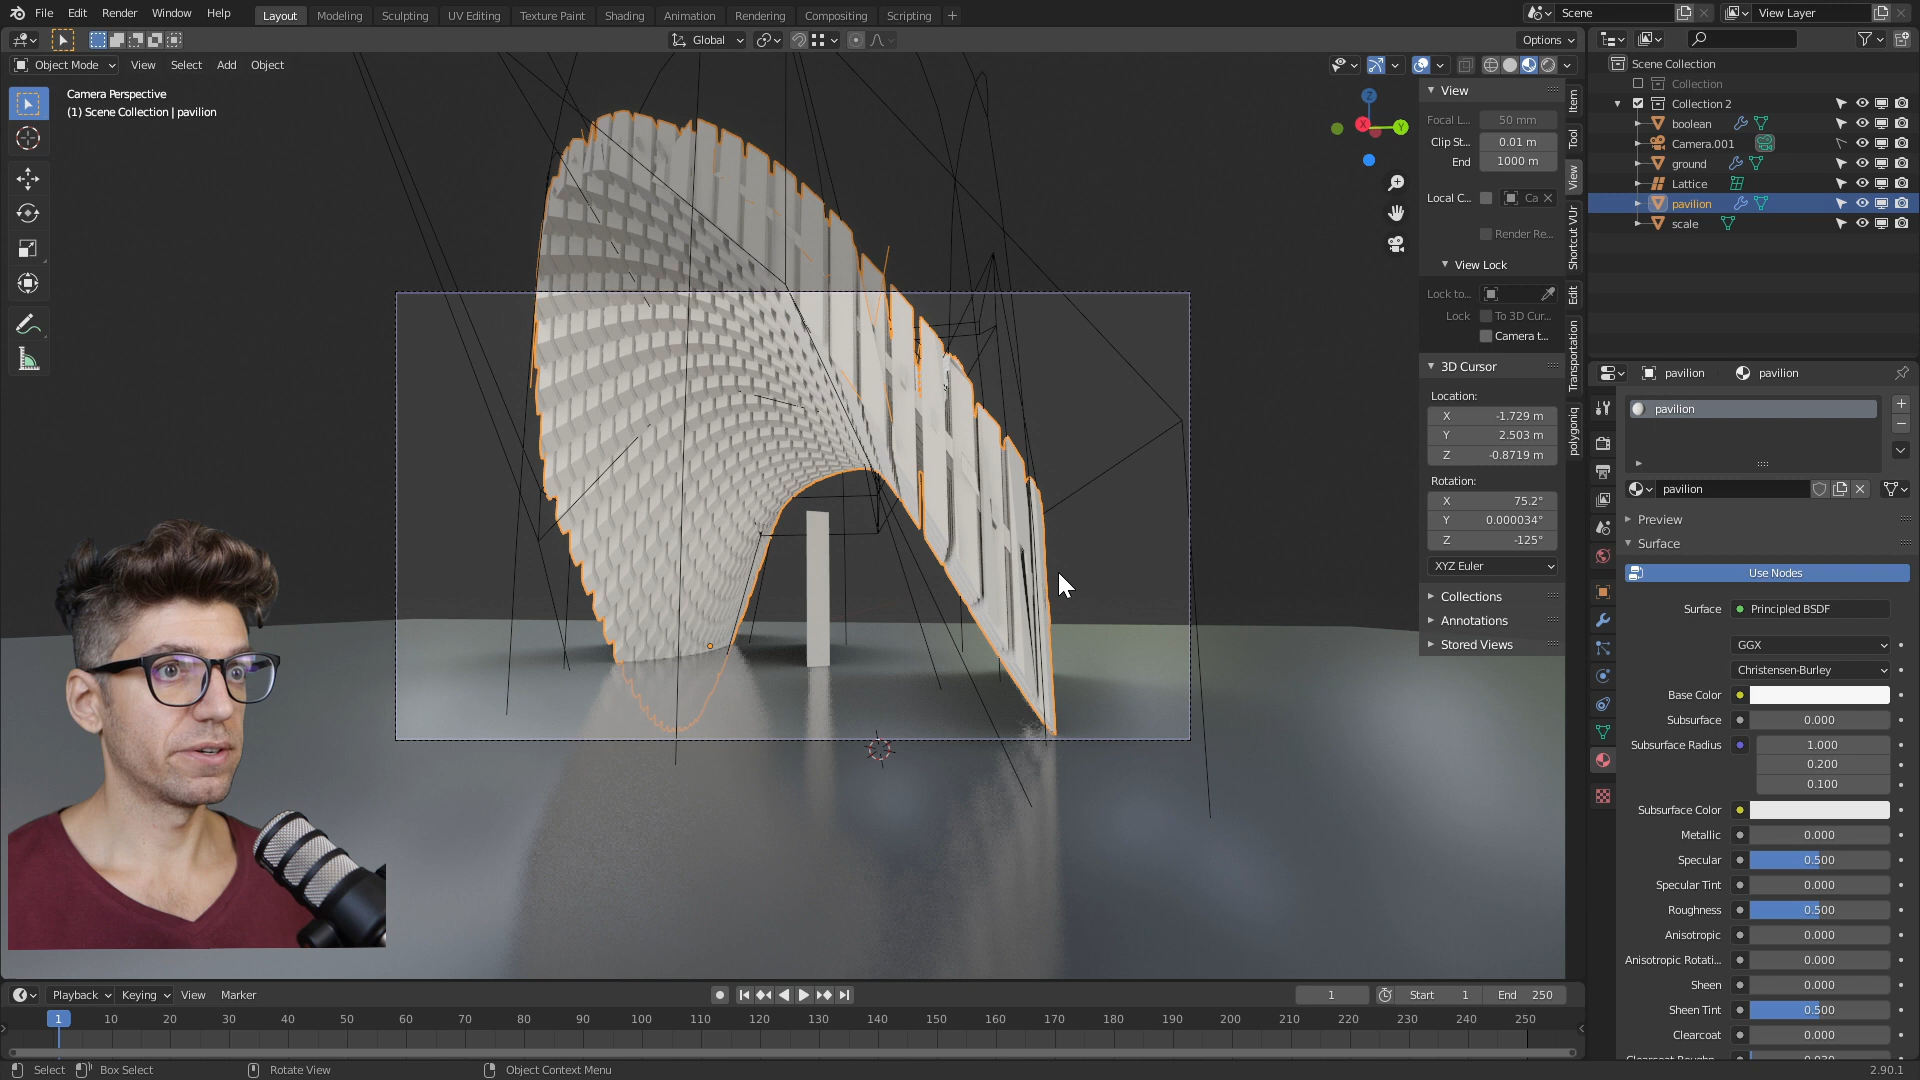 File Edit Render Window Help Layout Modeling Sculpting UV Editing Texture Paint Shading Animation Rendering Compositing Scripting + Scene View Layer
Global Options
Object Mode View Select Add Object
Camera Perspective
(1) Scene Collection | pavilion
View
Focal L... 50 mm
Clip St... 0.01 m
End 1000 m
Local C... Ca
Render Re...
View Lock
Lock to...
Lock To 3D Cur...
Camera t...
3D Cursor
Location:
X -1.729 m
Y 2.503 m
Z -0.8719 m
Rotation:
X 75.2°
Y 0.000034°
Z -125°
XYZ Euler
Collections
Annotations
Stored Views
Item
Tool
View
Shortcut VUr
Edit
Transportation
polygoniq
Z
X
Y
Scene Collection
Collection
Collection 2
boolean
Camera.001
ground
Lattice
pavilion
scale
pavilion pavilion
pavilion
pavilion
Preview
Surface
Use Nodes
Surface Principled BSDF
GGX
Christensen-Burley
Base Color
Subsurface 0.000
Subsurface Radius 1.000
0.200
0.100
Subsurface Color
Metallic 0.000
Specular 0.500
Specular Tint 0.000
Roughness 0.500
Anisotropic 0.000
Anisotropic Rotati... 0.000
Sheen 0.000
Sheen Tint 0.500
Clearcoat 0.000
Playback Keying View Marker 1 Start 1 End 250
1 10 20 30 40 50 60 70 80 90 100 110 120 130 140 150 160 170 180 190 200 210 220 230 240 250
Select Box Select Rotate View Object Context Menu 2.90.1